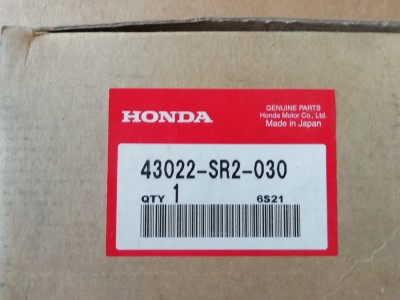 HONDA
GENUINE PARTS
Honda Motor Co., Ltd.
Made in Japan
43022-SR2-030
QTY 1 6S21